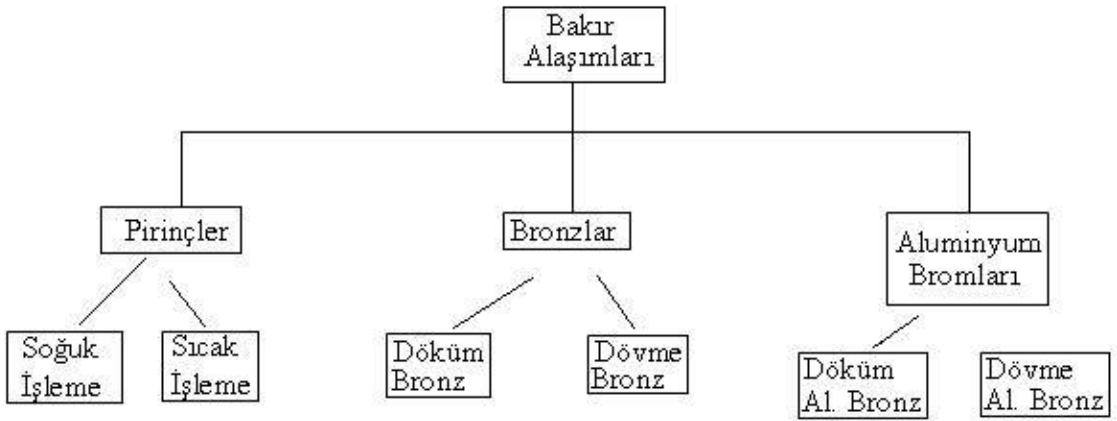 Bakır
Alaşımları
Pirinçler
Bronzlar
Aluminyum
Bromları
Soğuk
İşleme
Sıcak
İşleme
Döküm
Bronz
Dövme
Bronz
Döküm
Al. Bronz
Dövme
Al. Bronz